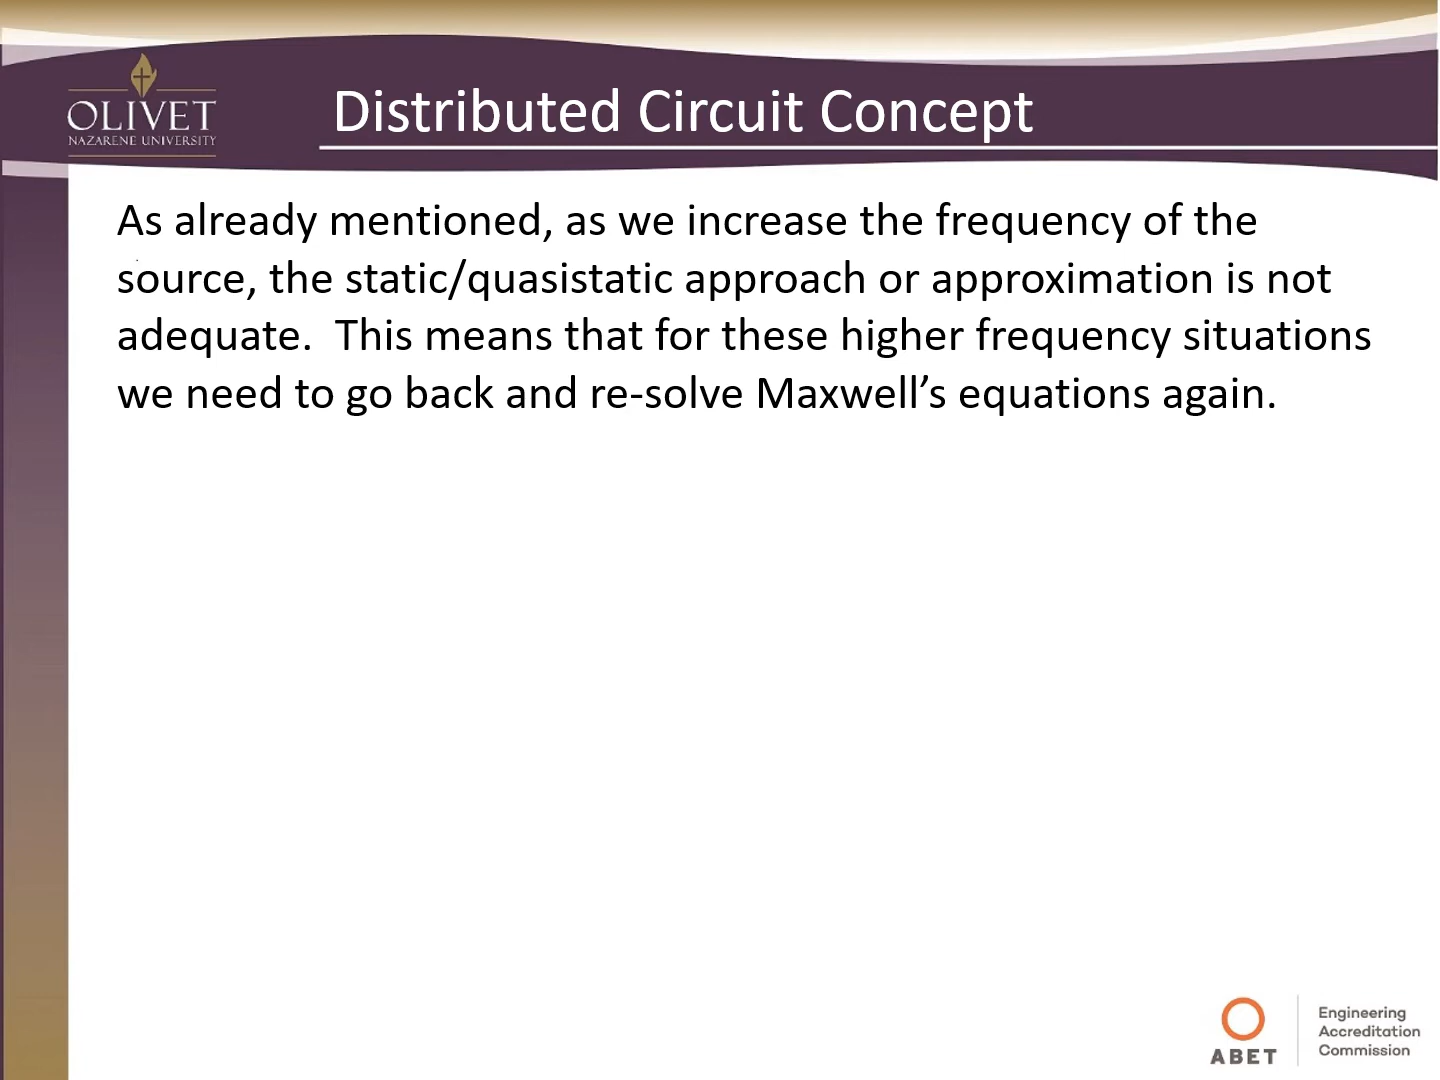 OLIVET
NAZARENE UNIVERSITY
Distributed Circuit Concept
As already mentioned, as we increase the frequency of the
source, the static/quasistatic approach or approximation is not
adequate.  This means that for these higher frequency situations
we need to go back and re-solve Maxwell’s equations again.
ABET
Engineering
Accreditation
Commission